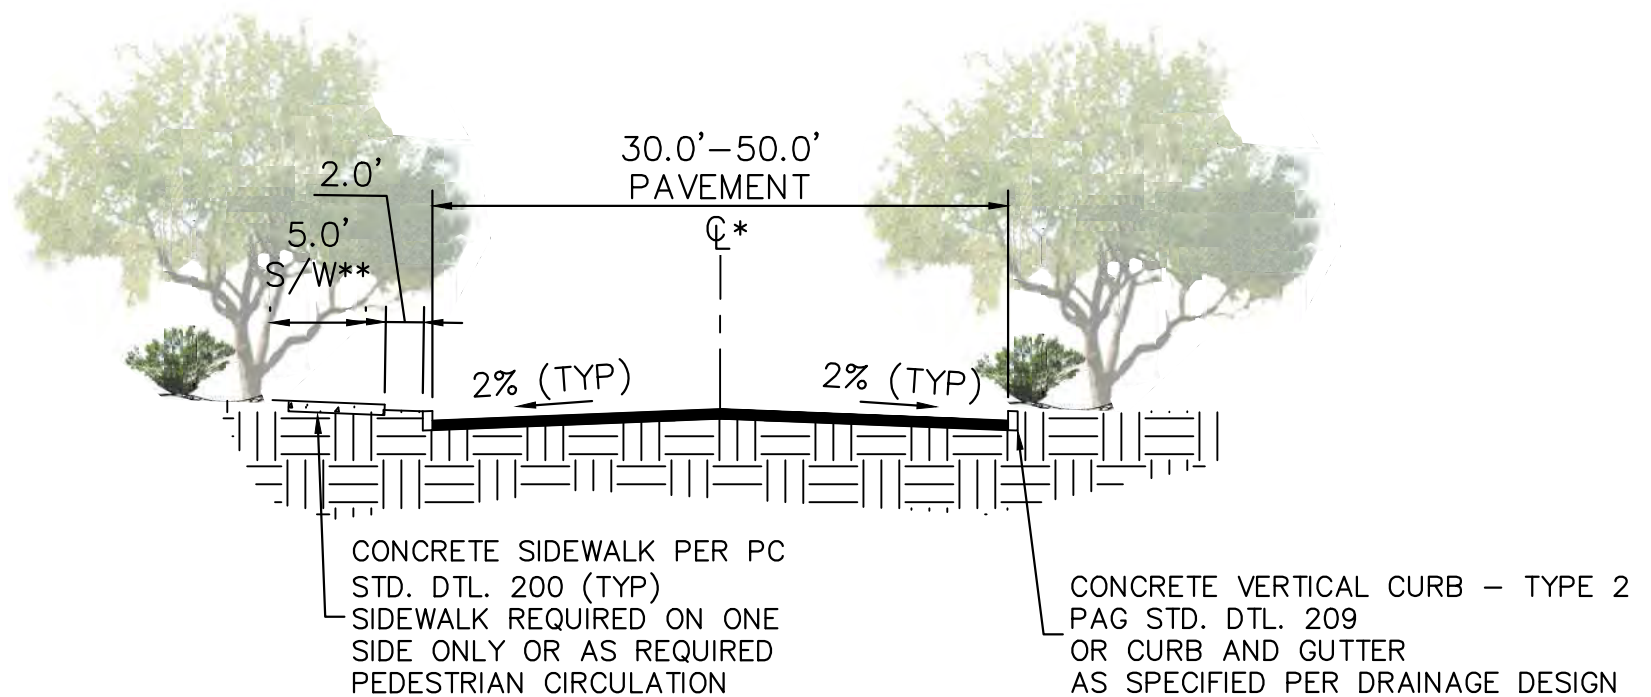 30.0'-50.0'
PAVEMENT
℄*
2.0'
5.0'
S/W**
2% (TYP)
2% (TYP)
CONCRETE SIDEWALK PER PC
STD. DTL. 200 (TYP)
SIDEWALK REQUIRED ON ONE
SIDE ONLY OR AS REQUIRED
PEDESTRIAN CIRCULATION
CONCRETE VERTICAL CURB – TYPE 2
PAG STD. DTL. 209
OR CURB AND GUTTER
AS SPECIFIED PER DRAINAGE DESIGN